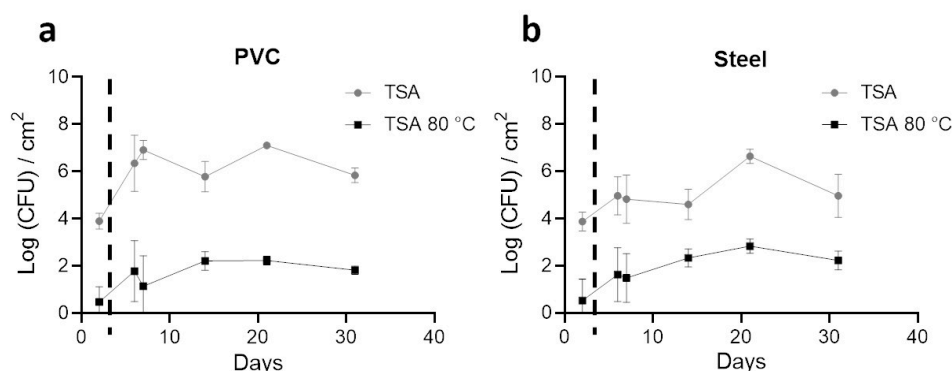 a
PVC
Log (CFU) / cm²
10
8
6
4
2
0
0 10 20 30 40
Days
TSA
TSA 80 °C
b
Steel
Log (CFU) / cm²
10
8
6
4
2
0
0 10 20 30 40
Days
TSA
TSA 80 °C